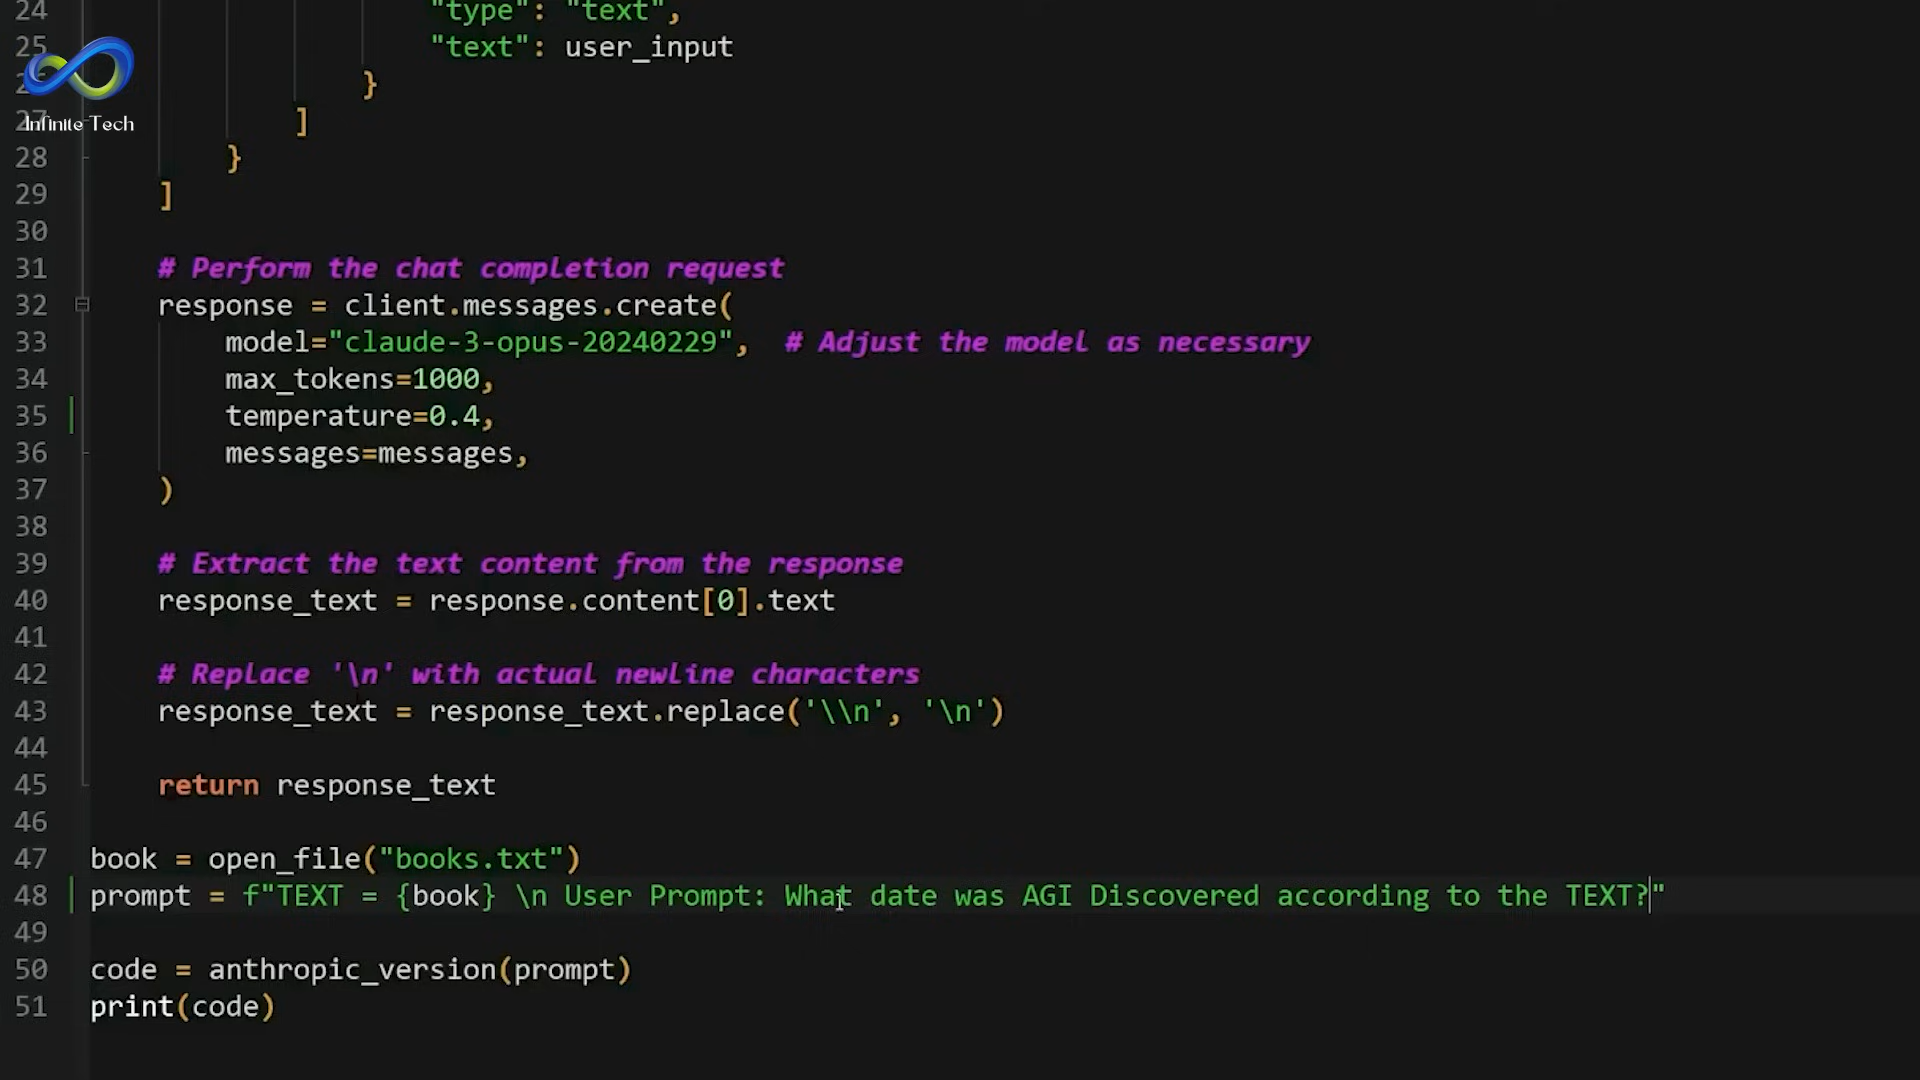 24 "type": "text",
25 "text": user_input
26 }
27 ]
Infinite Tech
28 }
29 ]
30
31 # Perform the chat completion request
32 response = client.messages.create(
33 model="claude-3-opus-20240229", # Adjust the model as necessary
34 max_tokens=1000,
35 temperature=0.4,
36 messages=messages,
37 )
38
39 # Extract the text content from the response
40 response_text = response.content[0].text
41
42 # Replace '\n' with actual newline characters
43 response_text = response_text.replace('\\n', '\n')
44
45 return response_text
46
47 book = open_file("books.txt")
48 prompt = f"TEXT = {book} \n User Prompt: What date was AGI Discovered according to the TEXT?"
49
50 code = anthropic_version(prompt)
51 print(code)